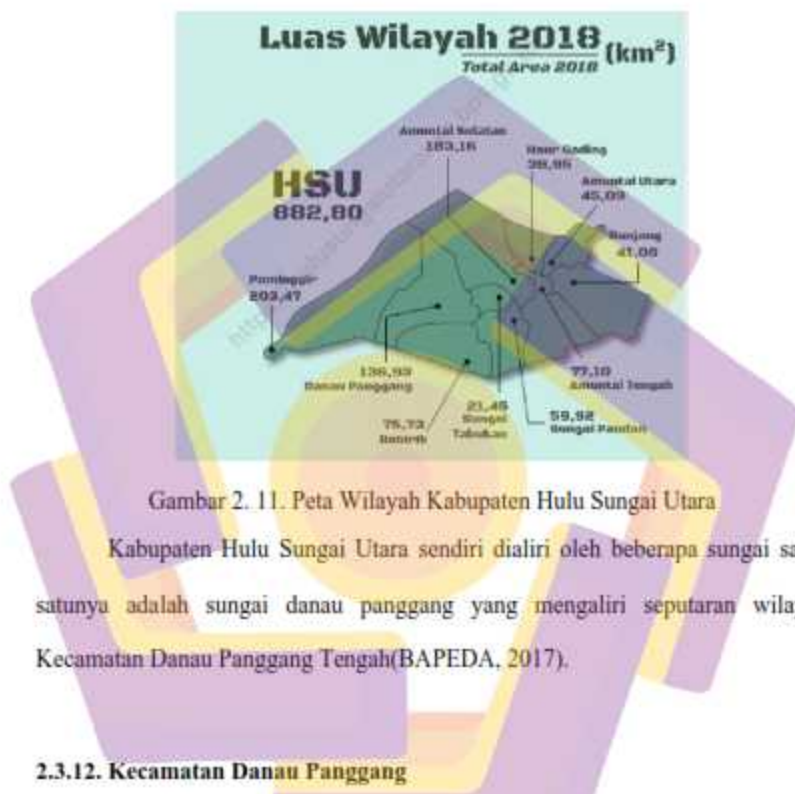 Luas Wilayah 2018 (km²)
Total Area 2018
Amuntai Selatan
183,16
Haur Gading
38,95
HSU
882,80
Amuntai Utara
45,09
Banjang
41,00
Paminggir
203,47
136,93
Danau Panggang
77,10
Amuntai Tengah
75,73
Babirik
21,45
Sungai
Tabukan
59,92
Sungai Pandan
Gambar 2. 11. Peta Wilayah Kabupaten Hulu Sungai Utara
Kabupaten Hulu Sungai Utara sendiri dialiri oleh beberapa sungai sa
satunya adalah sungai danau panggang yang mengaliri seputaran wilay
Kecamatan Danau Panggang Tengah(BAPEDA, 2017).
2.3.12. Kecamatan Danau Panggang